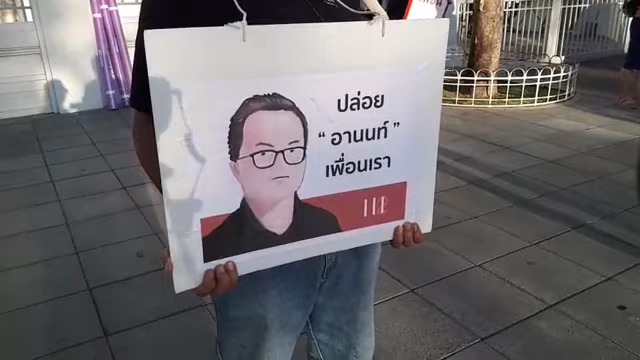 ปล่อย
“ อานนท์ ”
เพื่อนเรา